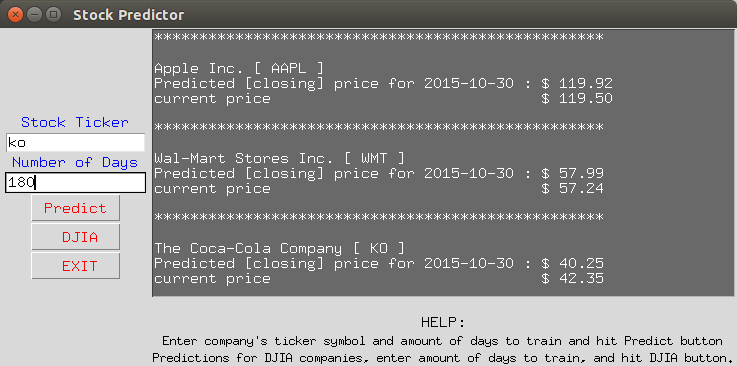 Stock Predictor
Stock Ticker
ko
Number of Days
180
Predict
DJIA
EXIT
**************************************************
Apple Inc. [ AAPL ]
Predicted [closing] price for 2015-10-30 : $ 119.92
current price $ 119.50
**************************************************
Wal-Mart Stores Inc. [ WMT ]
Predicted [closing] price for 2015-10-30 : $ 57.99
current price $ 57.24
**************************************************
The Coca-Cola Company [ KO ]
Predicted [closing] price for 2015-10-30 : $ 40.25
current price $ 42.35
HELP:
Enter company's ticker symbol and amount of days to train and hit Predict button
Predictions for DJIA companies, enter amount of days to train, and hit DJIA button.